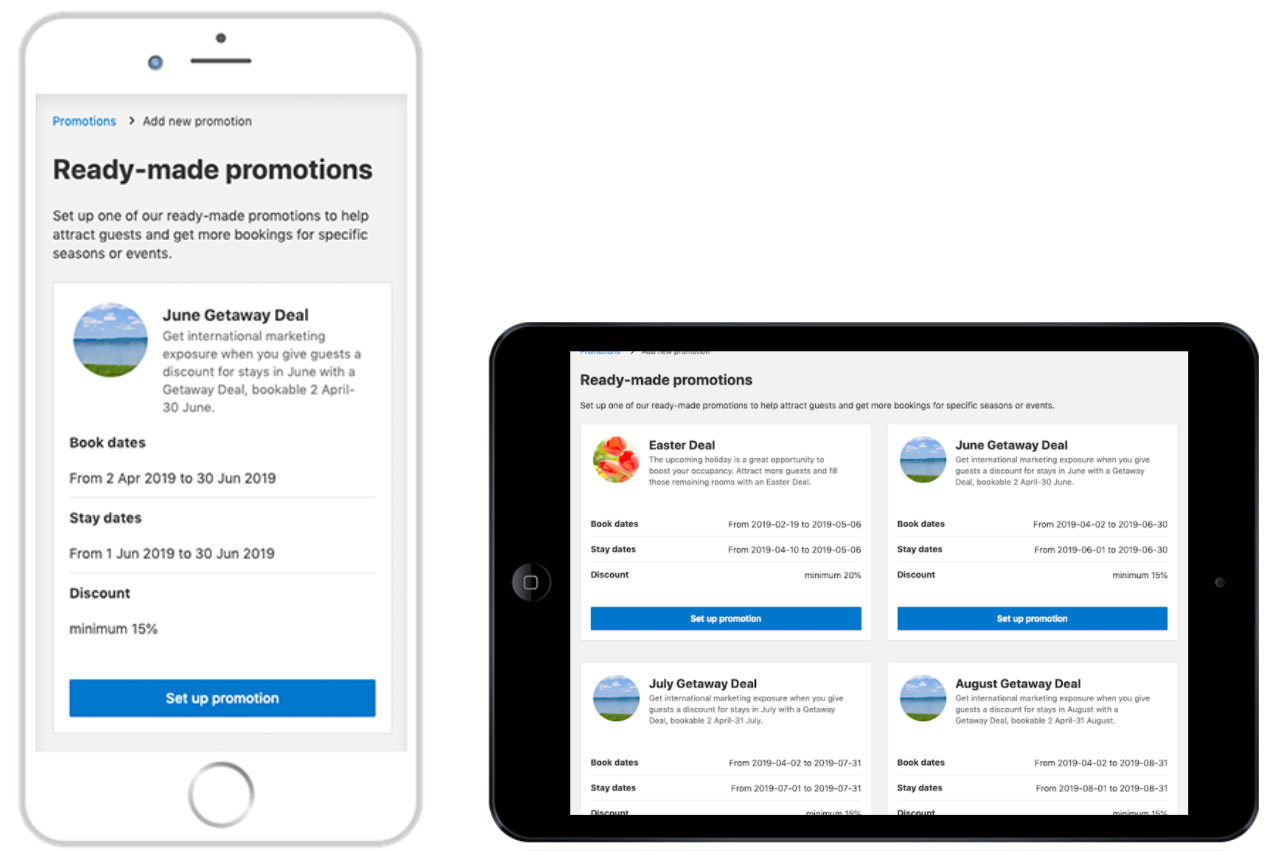 Promotions > Add new promotion
Ready-made promotions
Set up one of our ready-made promotions to help
attract guests and get more bookings for specific
seasons or events.
June Getaway Deal
Get international marketing
exposure when you give guests a
discount for stays in June with a
Getaway Deal, bookable 2 April-
30 June.
Book dates
From 2 Apr 2019 to 30 Jun 2019
Stay dates
From 1 Jun 2019 to 30 Jun 2019
Discount
minimum 15%
Set up promotion
Promotions > Add new promotion
Ready-made promotions
Set up one of our ready-made promotions to help attract guests and get more bookings for specific seasons or events.
Easter Deal
The upcoming holiday is a great opportunity to
boost your occupancy. Attract more guests and fill
those remaining rooms with an Easter Deal.
Book dates From 2019-02-19 to 2019-05-06
Stay dates From 2019-04-10 to 2019-05-06
Discount minimum 20%
Set up promotion
June Getaway Deal
Get international marketing exposure when you give
guests a discount for stays in June with a Getaway
Deal, bookable 2 April-30 June.
Book dates From 2019-04-02 to 2019-06-30
Stay dates From 2019-06-01 to 2019-06-30
Discount minimum 15%
Set up promotion
July Getaway Deal
Get international marketing exposure when you give
guests a discount for stays in July with a Getaway
Deal, bookable 2 April-31 July.
Book dates From 2019-04-02 to 2019-07-31
Stay dates From 2019-07-01 to 2019-07-31
Discount minimum 15%
August Getaway Deal
Get international marketing exposure when you give
guests a discount for stays in August with a
Getaway Deal, bookable 2 April-31 August.
Book dates From 2019-04-02 to 2019-08-31
Stay dates From 2019-08-01 to 2019-08-31
Discount minimum 15%